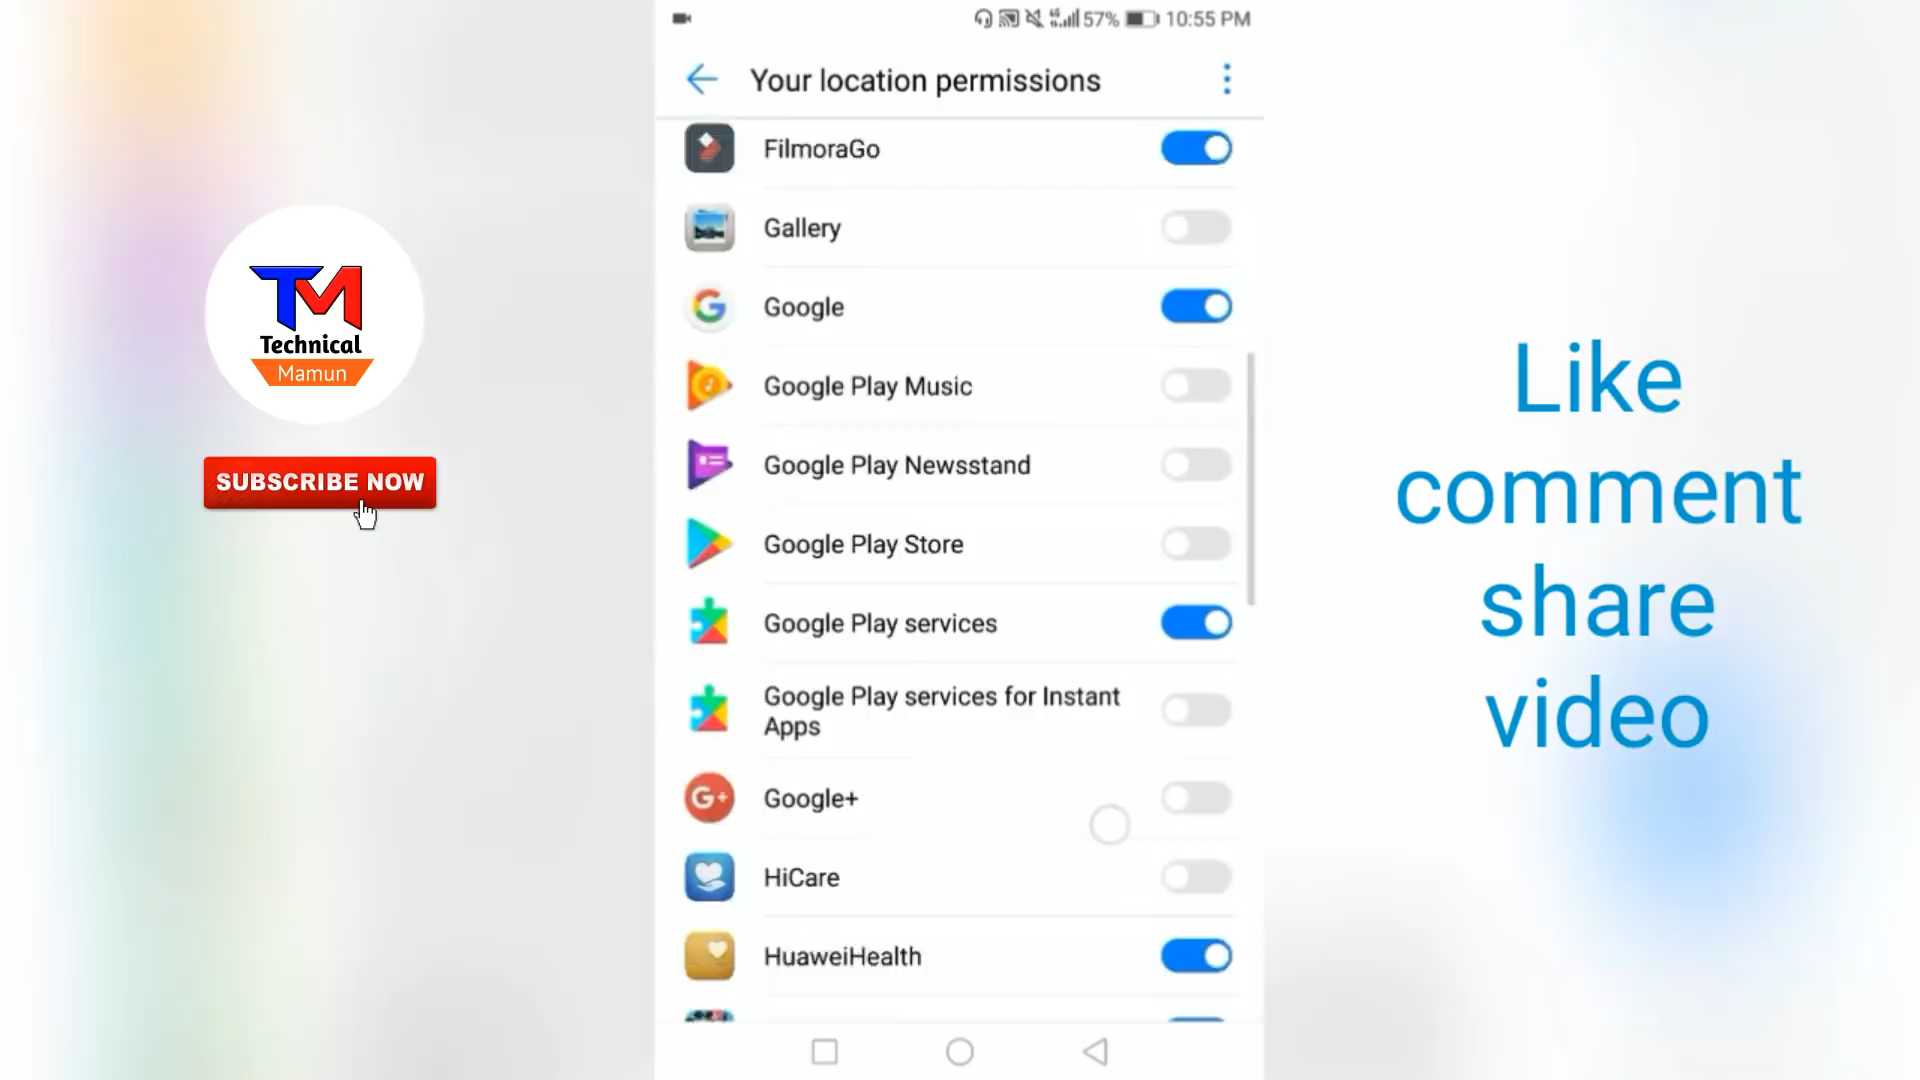 57% 10:55 PM
Your location permissions
FilmoraGo
Gallery
Google
Google Play Music
Google Play Newsstand
Google Play Store
Google Play services
Google Play services for Instant
Apps
G+ Google+
HiCare
HuaweiHealth
TM
Technical
Mamun
SUBSCRIBE NOW
Like
comment
share
video